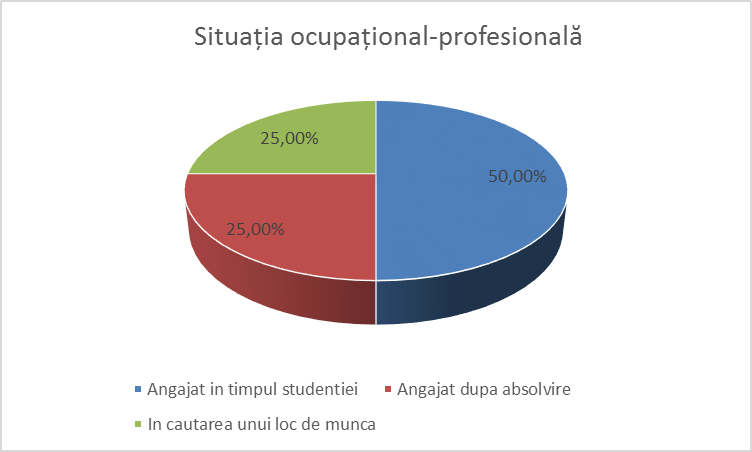 Situația ocupațional-profesională
25,00%
50,00%
25,00%
Angajat in timpul studentiei
Angajat dupa absolvire
In cautarea unui loc de munca